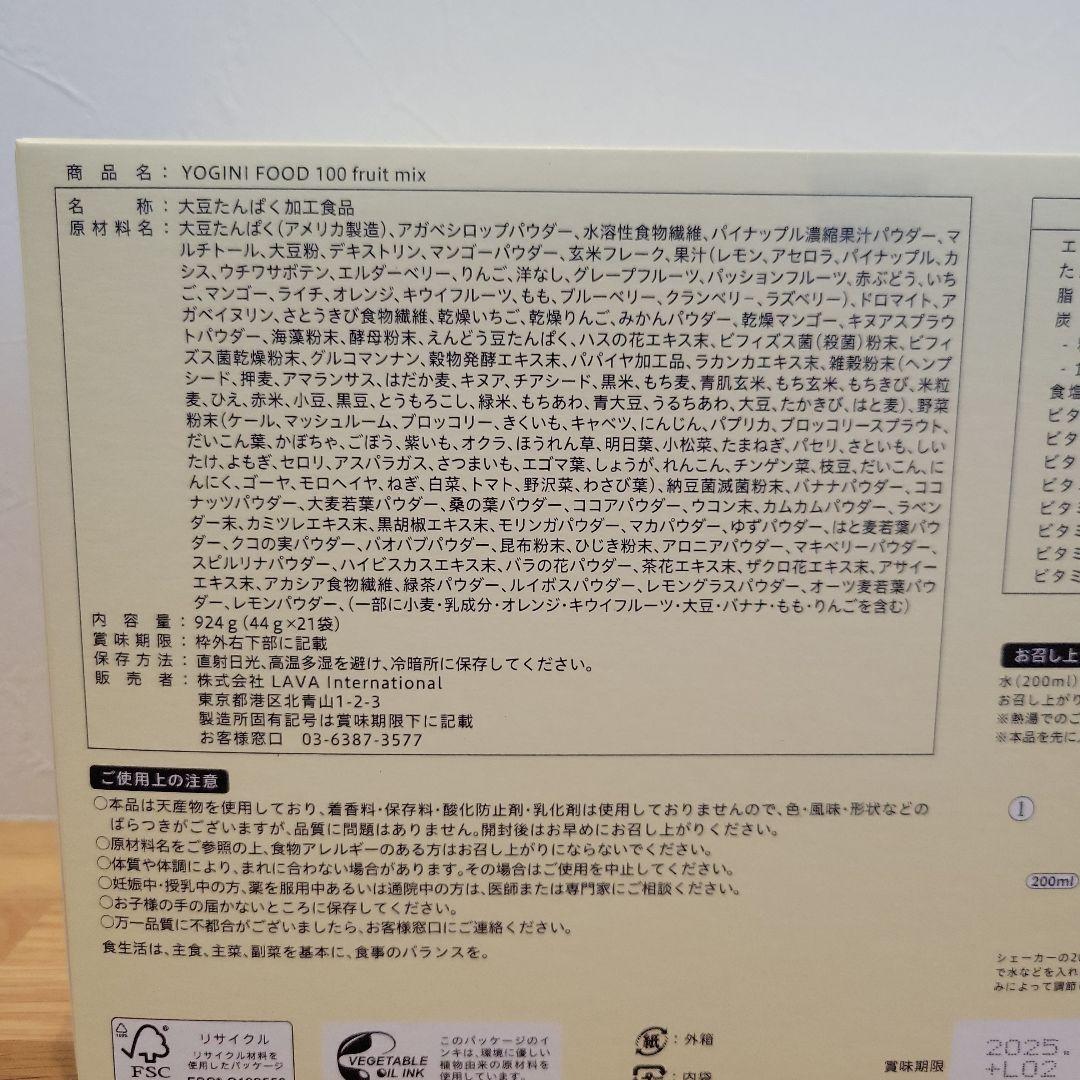 商品名: YOGINI FOOD 100 fruit mix
名称: 大豆たんぱく加工食品
原材料名: 大豆たんぱく(アメリカ製造)、アガベシロップパウダー、水溶性食物繊維、パイナップル濃縮果汁パウダー、マ
ルチトール、大豆粉、デキストリン、マンゴーパウダー、玄米フレーク、果汁(レモン、アセロラ、パイナップル、カ
シス、ウチワサボテン、エルダーベリー、りんご、洋なし、グレープフルーツ、パッションフルーツ、赤ぶどう、いち
ご、マンゴー、ライチ、オレンジ、キウイフルーツ、もも、ブルーベリー、クランベリー、ラズベリー)、ドロマイト、ア
ガベイヌリン、さとうきび食物繊維、乾燥いちご、乾燥りんご、みかんパウダー、乾燥マンゴー、キヌアスプラウ
トパウダー、海藻粉末、酵母粉末、えんどう豆たんぱく、ハスの花エキス末、ビフィズス菌(殺菌)粉末、ビフィ
ズス菌乾燥粉末、グルコマンナン、穀物発酵エキス末、パパイヤ加工品、ラカンカエキス末、雑穀粉末(ヘンプ
シード、押麦、アマランサス、はだか麦、キヌア、チアシード、黒米、もち麦、青肌玄米、もち玄米、もちきび、米粒
麦、ひえ、赤米、小豆、黒豆、とうもろこし、緑米、もちあわ、青大豆、うるちあわ、大豆、たかきび、はと麦)、野菜
粉末(ケール、マッシュルーム、ブロッコリー、きくいも、キャベツ、にんじん、パプリカ、ブロッコリースプラウト、
だいこん葉、かぼちゃ、ごぼう、紫いも、オクラ、ほうれん草、明日葉、小松菜、たまねぎ、パセリ、さといも、しい
たけ、よもぎ、セロリ、アスパラガス、さつまいも、エゴマ葉、しょうが、れんこん、チンゲン菜、枝豆、だいこん、に
んにく、ゴーヤ、モロヘイヤ、ねぎ、白菜、トマト、野沢菜、わさび葉)、納豆菌滅菌粉末、バナナパウダー、ココ
ナッツパウダー、大麦若葉パウダー、桑の葉パウダー、ココアパウダー、ウコン末、カムカムパウダー、ラベン
ダー末、カミツレエキス末、黒胡椒エキス末、モリンガパウダー、マカパウダー、ゆずパウダー、はと麦若葉パウ
ダー、クコの実パウダー、バオバブパウダー、昆布粉末、ひじき粉末、アロニアパウダー、マキベリーパウダー、
スピルリナパウダー、ハイビスカスエキス末、バラの花パウダー、茶花エキス末、ザクロ花エキス末、アサイー
エキス末、アカシア食物繊維、緑茶パウダー、ルイボスパウダー、レモングラスパウダー、オーツ麦若葉パウ
ダー、レモンパウダー、(一部に小麦・乳成分・オレンジ・キウイフルーツ・大豆・バナナ・もも・りんごを含む)
内容量: 924g(44g×21袋)
賞味期限: 枠外右下部に記載
保存方法: 直射日光、高温多湿を避け、冷暗所に保存してください。
販売者: 株式会社 LAVA International
東京都港区北青山1-2-3
製造所固有記号は賞味期限下に記載
お客様窓口 03-6387-3577
ご使用上の注意
○本品は天産物を使用しており、着香料・保存料・酸化防止剤・乳化剤は使用しておりませんので、色・風味・形状などの
ばらつきがございますが、品質に問題はありません。開封後はお早めにお召し上がりください。
○原材料名をご参照の上、食物アレルギーのある方はお召し上がりにならないでください。
○体質や体調により、まれに合わない場合があります。その場合はご使用を中止してください。
○妊娠中・授乳中の方、薬を服用中あるいは通院中の方は、医師または専門家にご相談ください。
○お子様の手の届かないところに保存してください。
○万一品質に不都合がございましたら、お客様窓口にご連絡ください。
食生活は、主食、主菜、副菜を基本に、食事のバランスを。
FSC
リサイクル
リサイクル材を
使用したパッケージ
VEGETABLE
OIL INK
このパッケージのイ
ンキは、環境に優しい
植物由来の原材料を
使用しています。
紙:外箱
:内袋
エ
た
脂
炭
食塩
ビタ
ビタ
ビタ
ビタ
ビタミ
ビタミ
ビタミ
ビタミ
お召し上
水(200ml)
お召し上がり
※熱湯でのご
※本品を先に
1
200ml
シェーカーの20
で水などを入れ
みによって調節
賞味期限
2025.
+L02